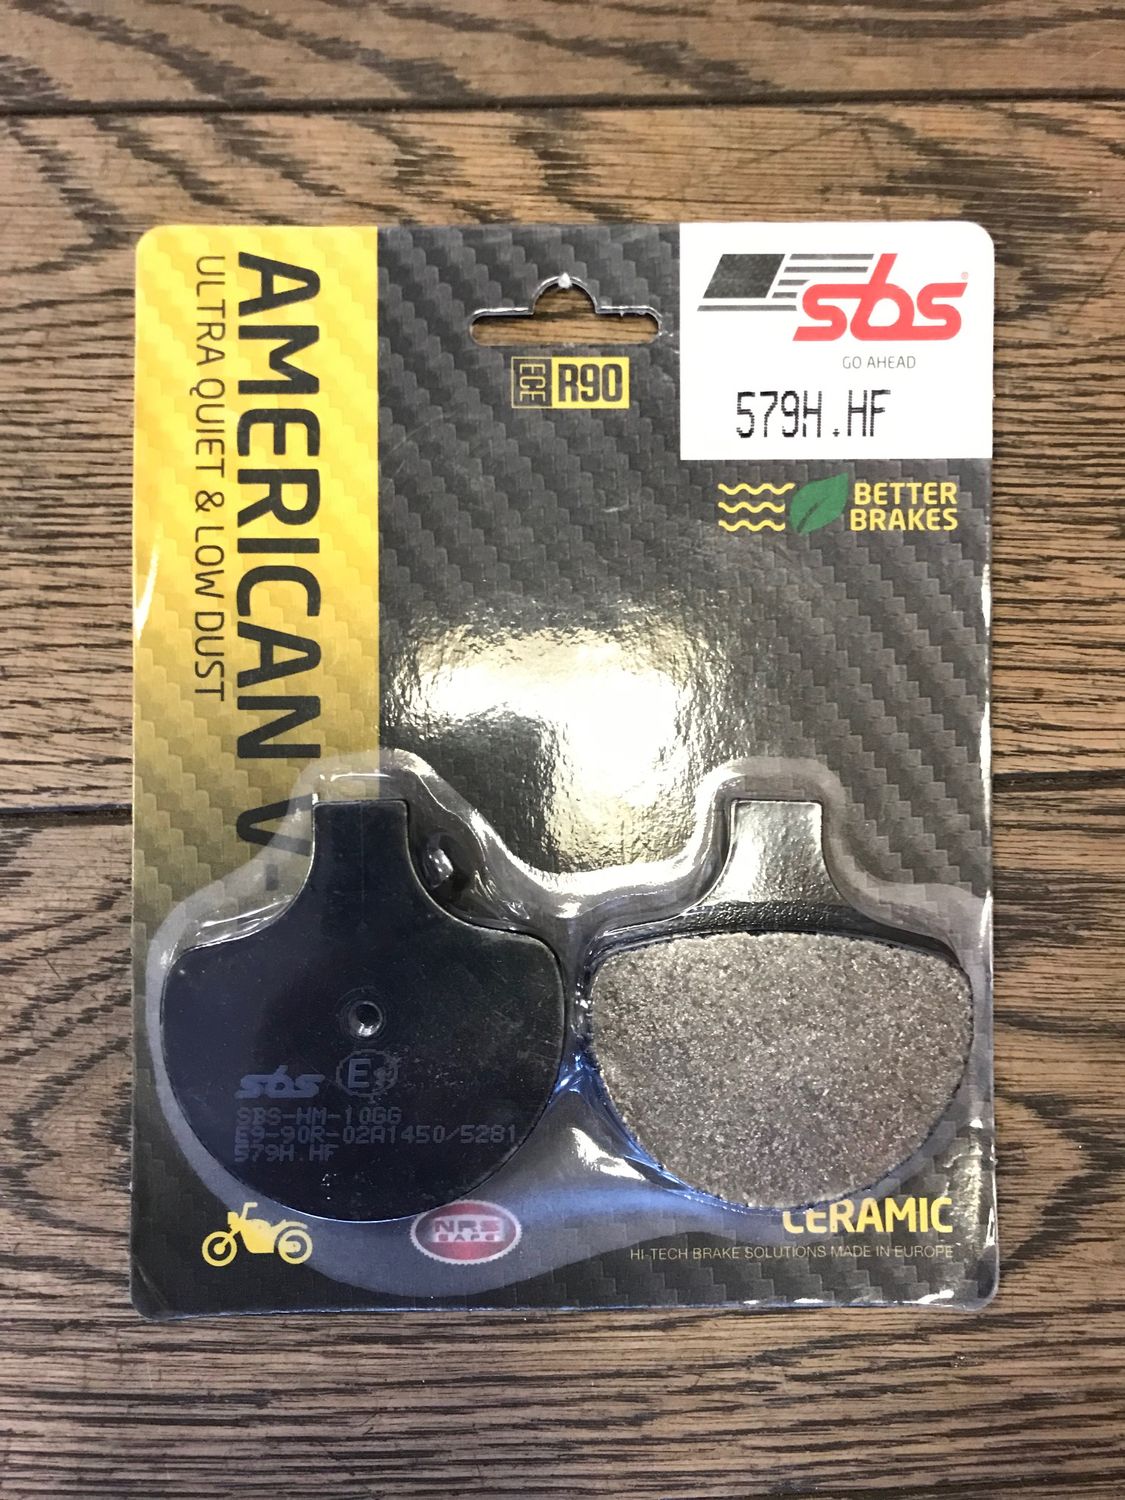 sbs®
GO AHEAD
579H.HF
ECE R90
BETTER
BRAKES
AMERICAN
ULTRA QUIET & LOW DUST
sbs E9
SBS-HM-10GG
E9-90R-02A1450/5281
579H.HF
NRS
CERAMIC
HI-TECH BRAKE SOLUTIONS MADE IN EUROPE